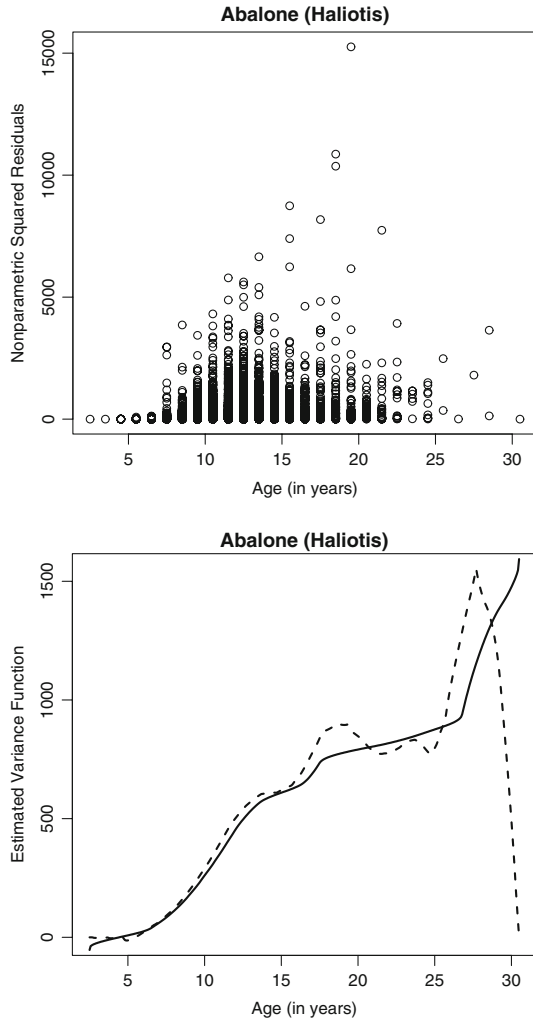 Abalone (Haliotis)
Nonparametric Squared Residuals
15000
10000
5000
0
5 10 15 20 25 30
Age (in years)
Abalone (Haliotis)
Estimated Variance Function
1500
1000
500
0
5 10 15 20 25 30
Age (in years)